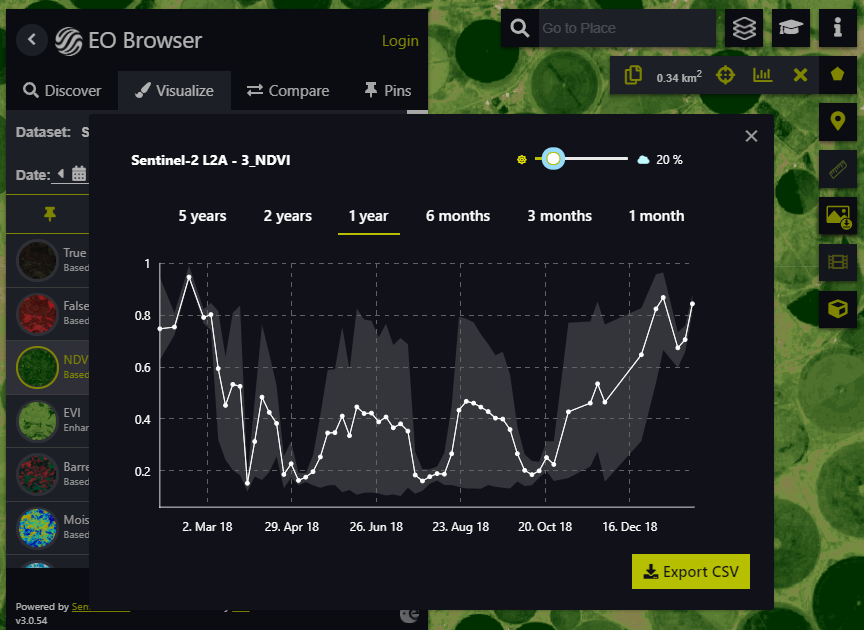 EO Browser
Login
Go to Place
Discover
Visualize
Compare
Pins
0.34 km²
Dataset: S
Date:
Sentinel-2 L2A - 3_NDVI
20 %
5 years
2 years
1 year
6 months
3 months
1 month
True
Based
False
Based
NDV
Based
EVI
Enhan
Barre
Based
Mois
Based
1
0.8
0.6
0.4
0.2
2. Mar 18
29. Apr 18
26. Jun 18
23. Aug 18
20. Oct 18
16. Dec 18
Export CSV
Powered by Sen
v3.0.54